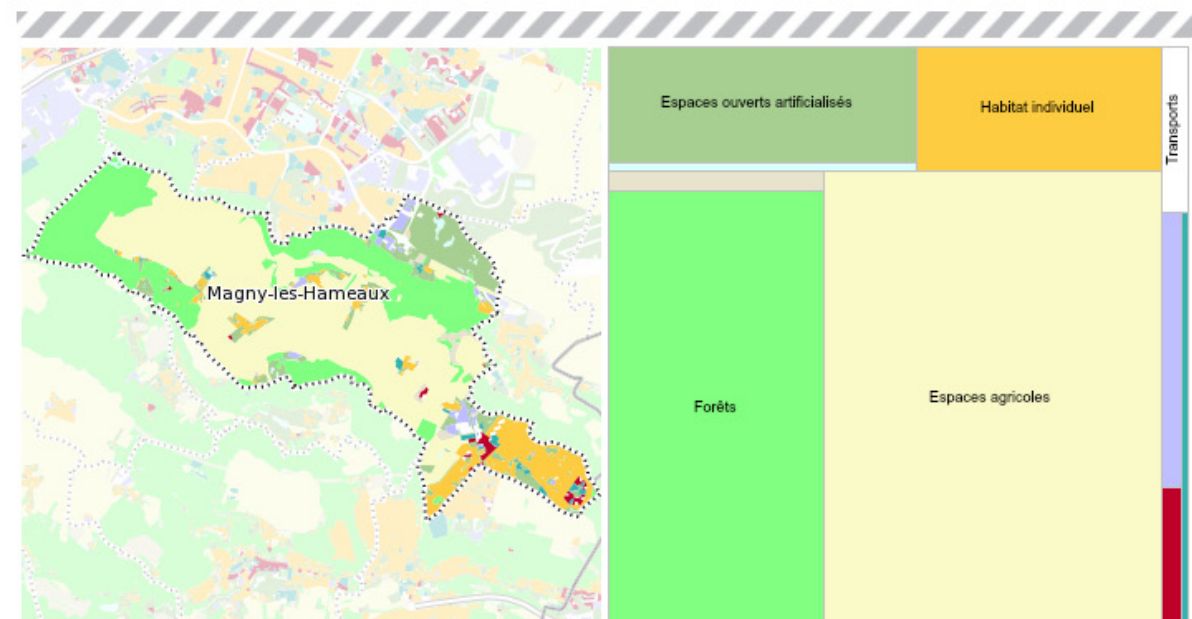 Magny-les-Hameaux
Espaces ouverts artificialisés
Habitat individuel
Transports
Forêts
Espaces agricoles